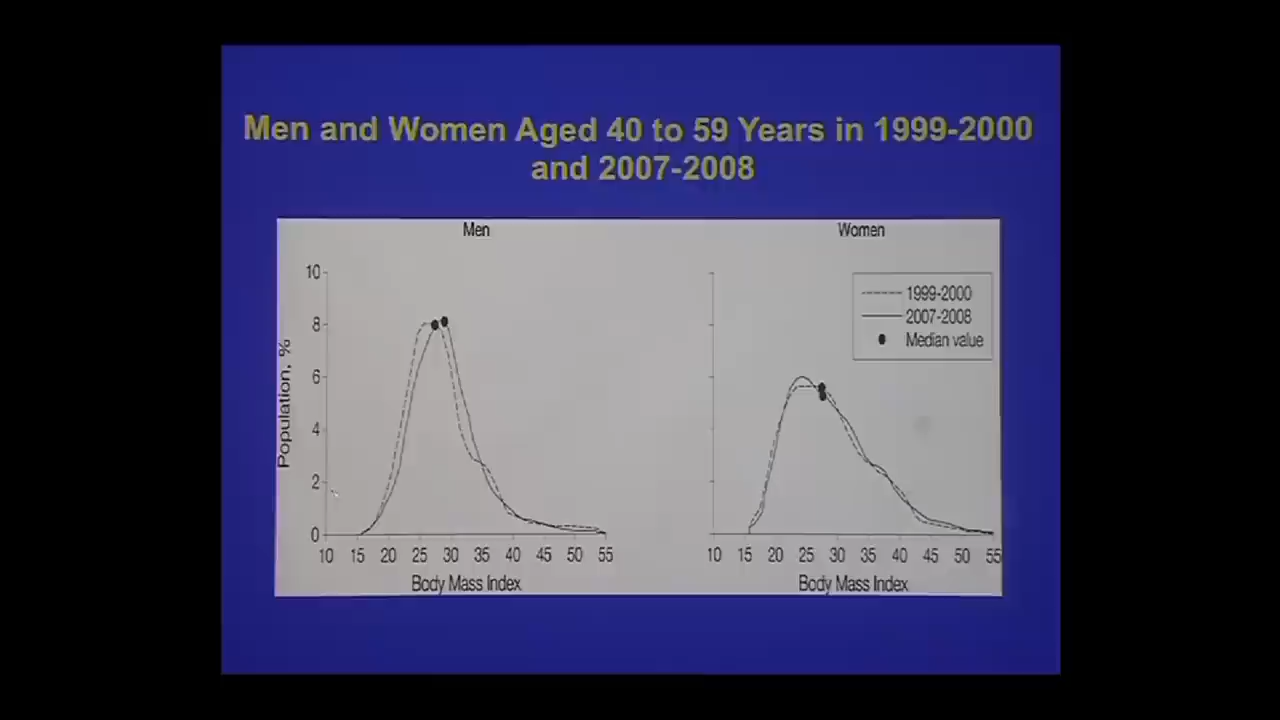 Men and Women Aged 40 to 59 Years in 1999-2000
and 2007-2008
Men
Women
10
8
6
4
2
0
Population, %
10 15 20 25 30 35 40 45 50 55
Body Mass Index
1999-2000
2007-2008
Median value
10 15 20 25 30 35 40 45 50 55
Body Mass Index